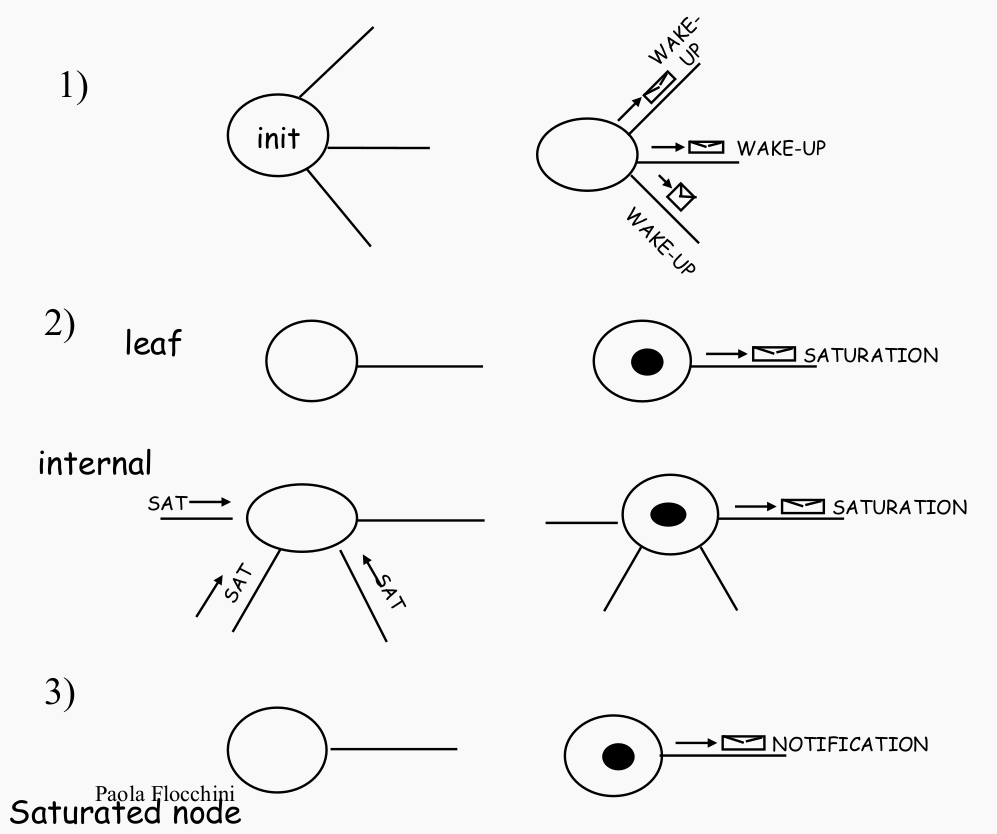 1)
init
WAKE-
UP
WAKE-UP
WAKE-UP
2)
leaf
SATURATION
internal
SAT
SAT
SAT
SATURATION
3)
NOTIFICATION
Paola Flocchini
Saturated node